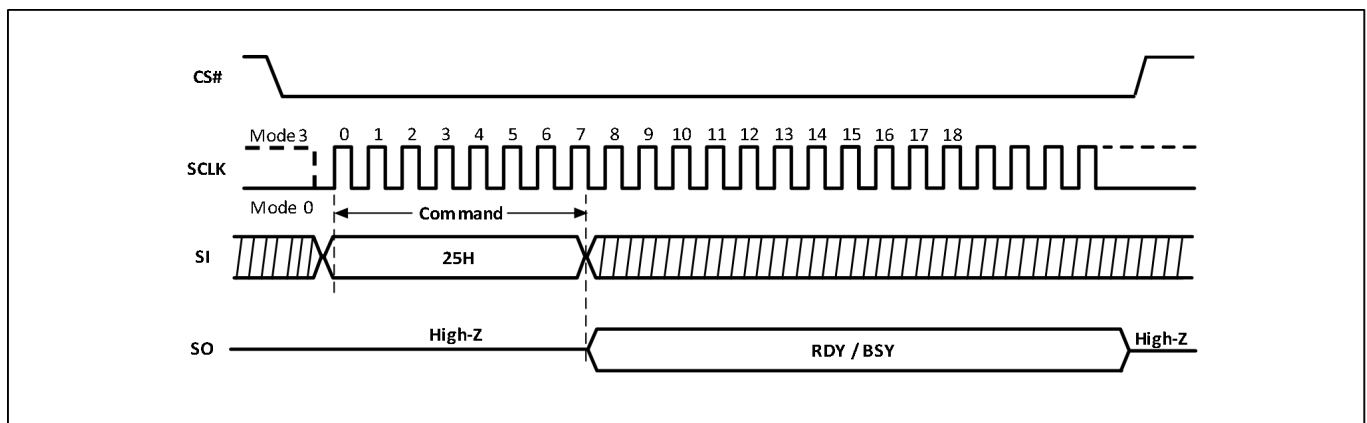 CS#
Mode 3 0 1 2 3 4 5 6 7 8 9 10 11 12 13 14 15 16 17 18
SCLK
Mode 0
Command
SI 25H
High-Z
SO RDY / BSY High-Z